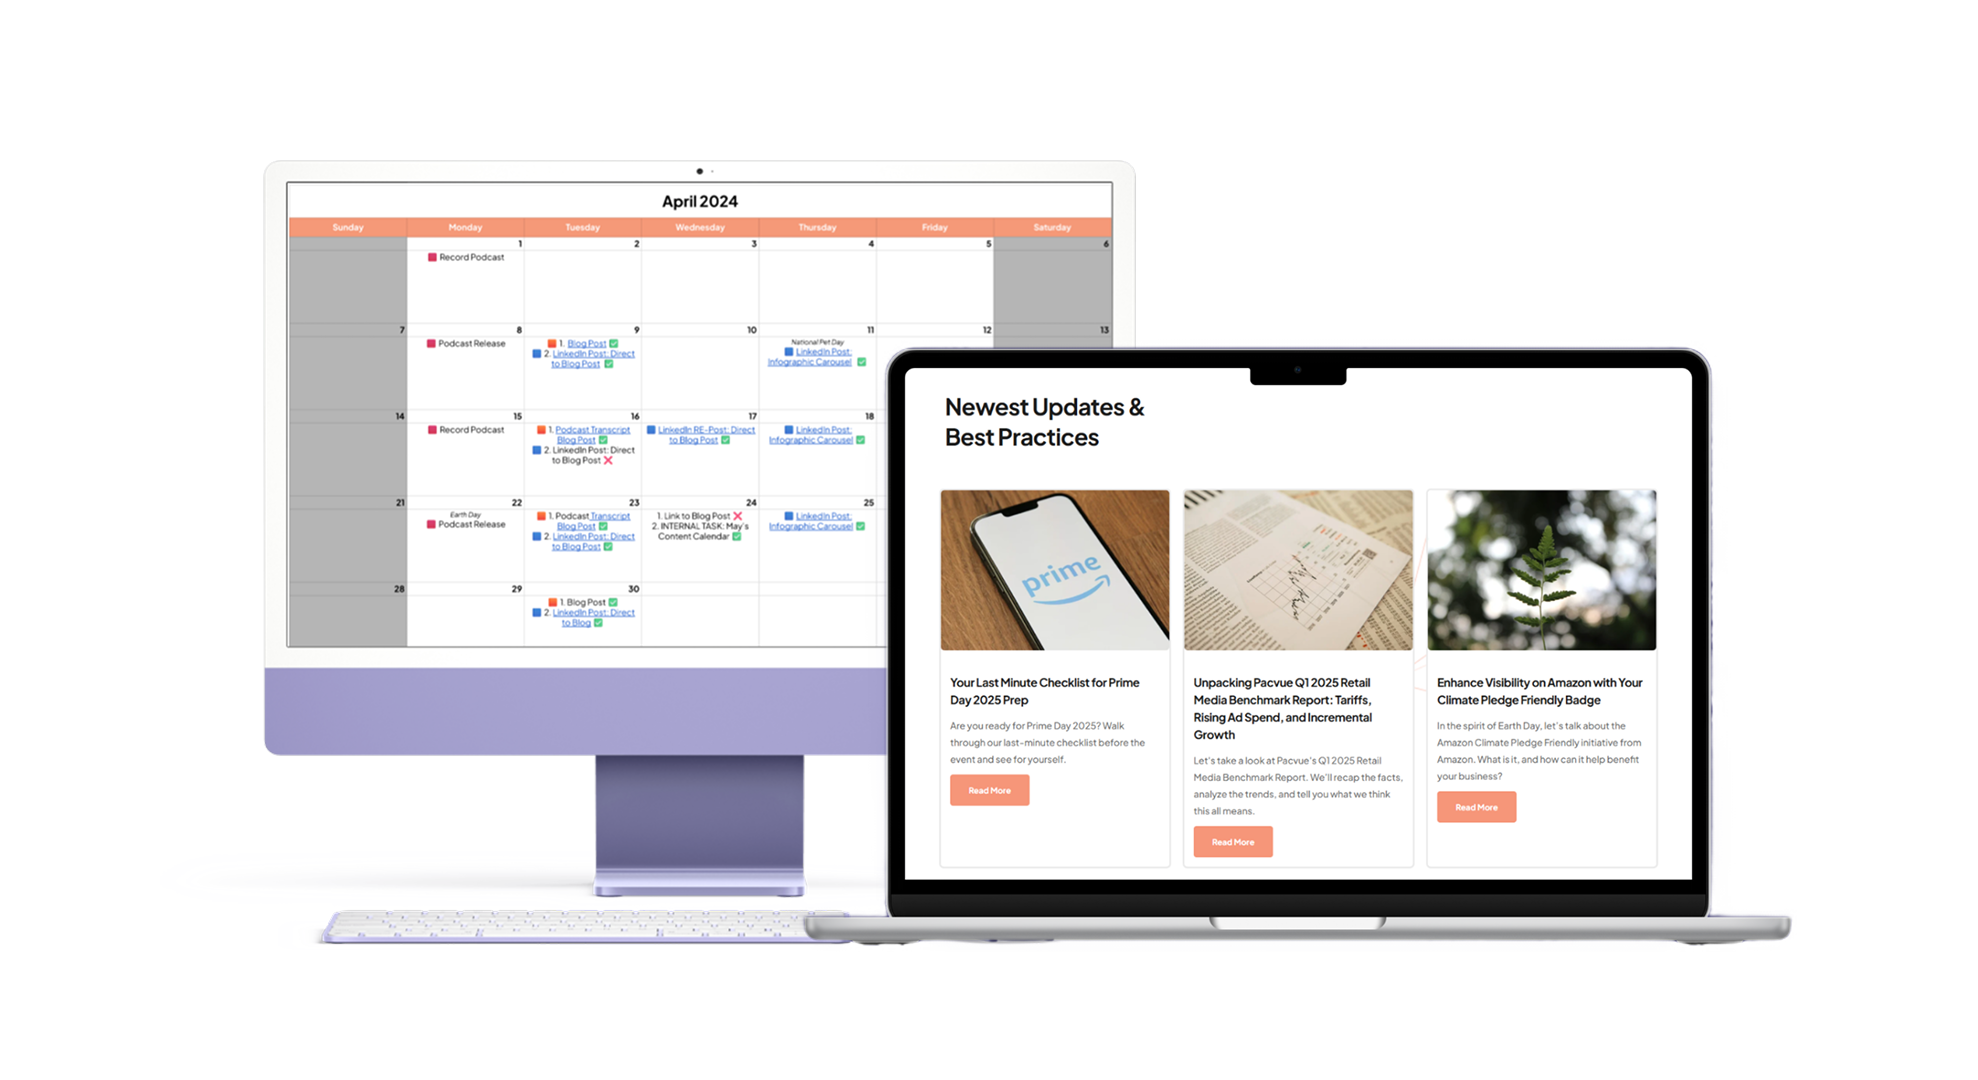 April 2024
Sunday Monday Tuesday Wednesday Thursday Friday Saturday
1 2 3 4 5 6
Record Podcast
7 8 9 10 11 12 13
Podcast Release
1. Blog Post
2. LinkedIn Post: Direct
to Blog Post
National Pet Day
LinkedIn Post:
Infographic Carousel
14 15 16 17 18
Record Podcast
1. Podcast Transcript
Blog Post
2. LinkedIn Post: Direct
to Blog Post
LinkedIn RE-Post: Direct
to Blog Post
LinkedIn Post:
Infographic Carousel
21 22 23 24 25
Earth Day
Podcast Release
1. Podcast Transcript
Blog Post
2. LinkedIn Post: Direct
to Blog Post
1. Link to Blog Post
2. INTERNAL TASK: May's
Content Calendar
LinkedIn Post:
Infographic Carousel
28 29 30
1. Blog Post
2. LinkedIn Post: Direct
to Blog
Newest Updates &
Best Practices
prime
Your Last Minute Checklist for Prime
Day 2025 Prep
Are you ready for Prime Day 2025? Walk
through our last-minute checklist before the
event and see for yourself.
Read More
Unpacking Pacvue Q1 2025 Retail
Media Benchmark Report: Tariffs,
Rising Ad Spend, and Incremental
Growth
Let's take a look at Pacvue's Q1 2025 Retail
Media Benchmark Report. We'll recap the facts,
analyze the trends, and tell you what we think
this all means.
Read More
Enhance Visibility on Amazon with Your
Climate Pledge Friendly Badge
In the spirit of Earth Day, let's talk about the
Amazon Climate Pledge Friendly initiative from
Amazon. What is it, and how can it help benefit
your business?
Read More